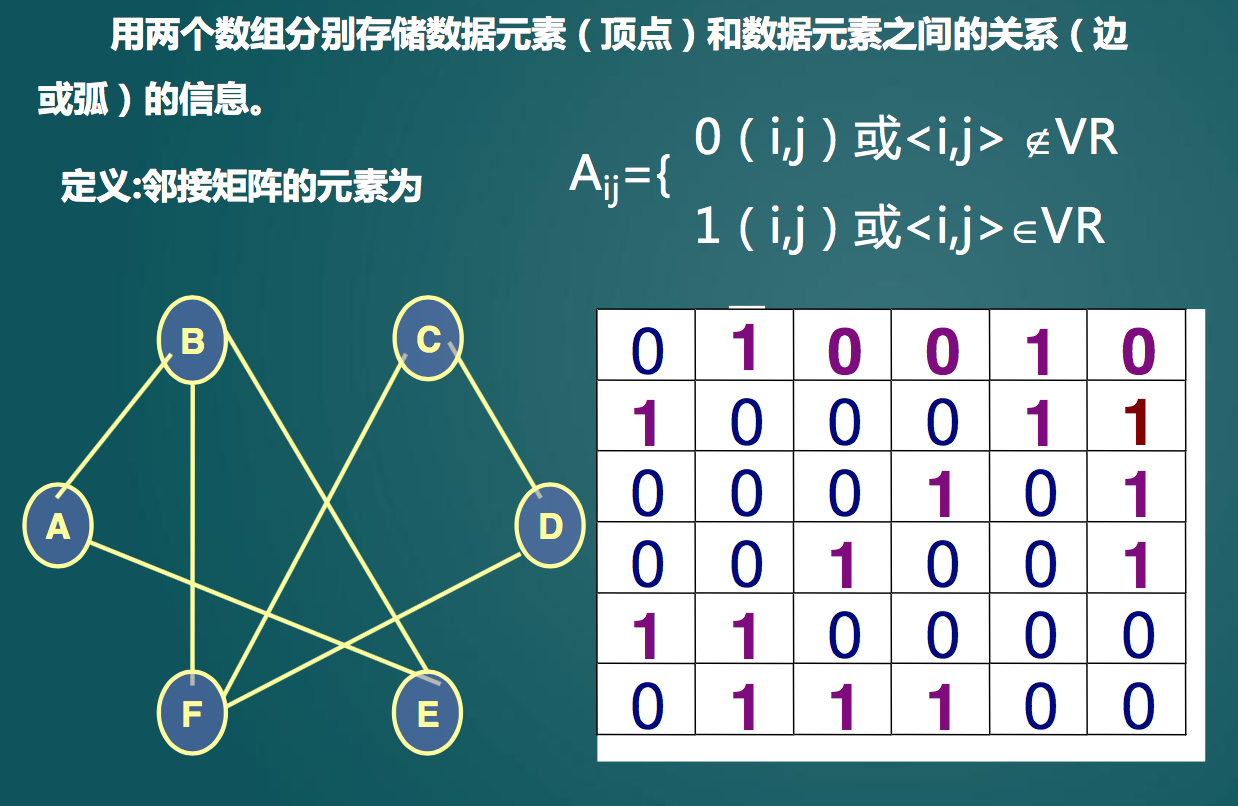 用两个数组分别存储数据元素（顶点）和数据元素之间的关系（边
或弧）的信息。
定义:邻接矩阵的元素为
0（i,j）或<i,j> ∉VR
Aij={
1（i,j）或<i,j>∈VR
B
C
A
D
F
E
0 1 0 0 1 0
1 0 0 0 1 1
0 0 0 1 0 1
0 0 1 0 0 1
1 1 0 0 0 0
0 1 1 1 0 0